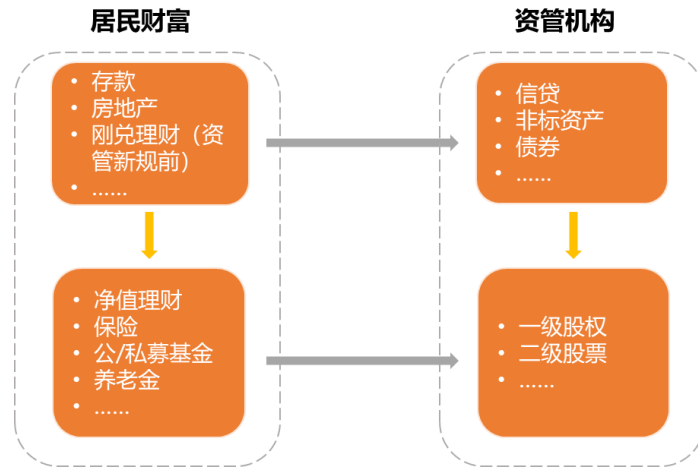 居民财富
资管机构
• 存款
• 房地产
• 刚兑理财（资
管新规前）
• ……
• 信贷
• 非标资产
• 债券
• ……
• 净值理财
• 保险
• 公/私募基金
• 养老金
• ……
• 一级股权
• 二级股票
• ……